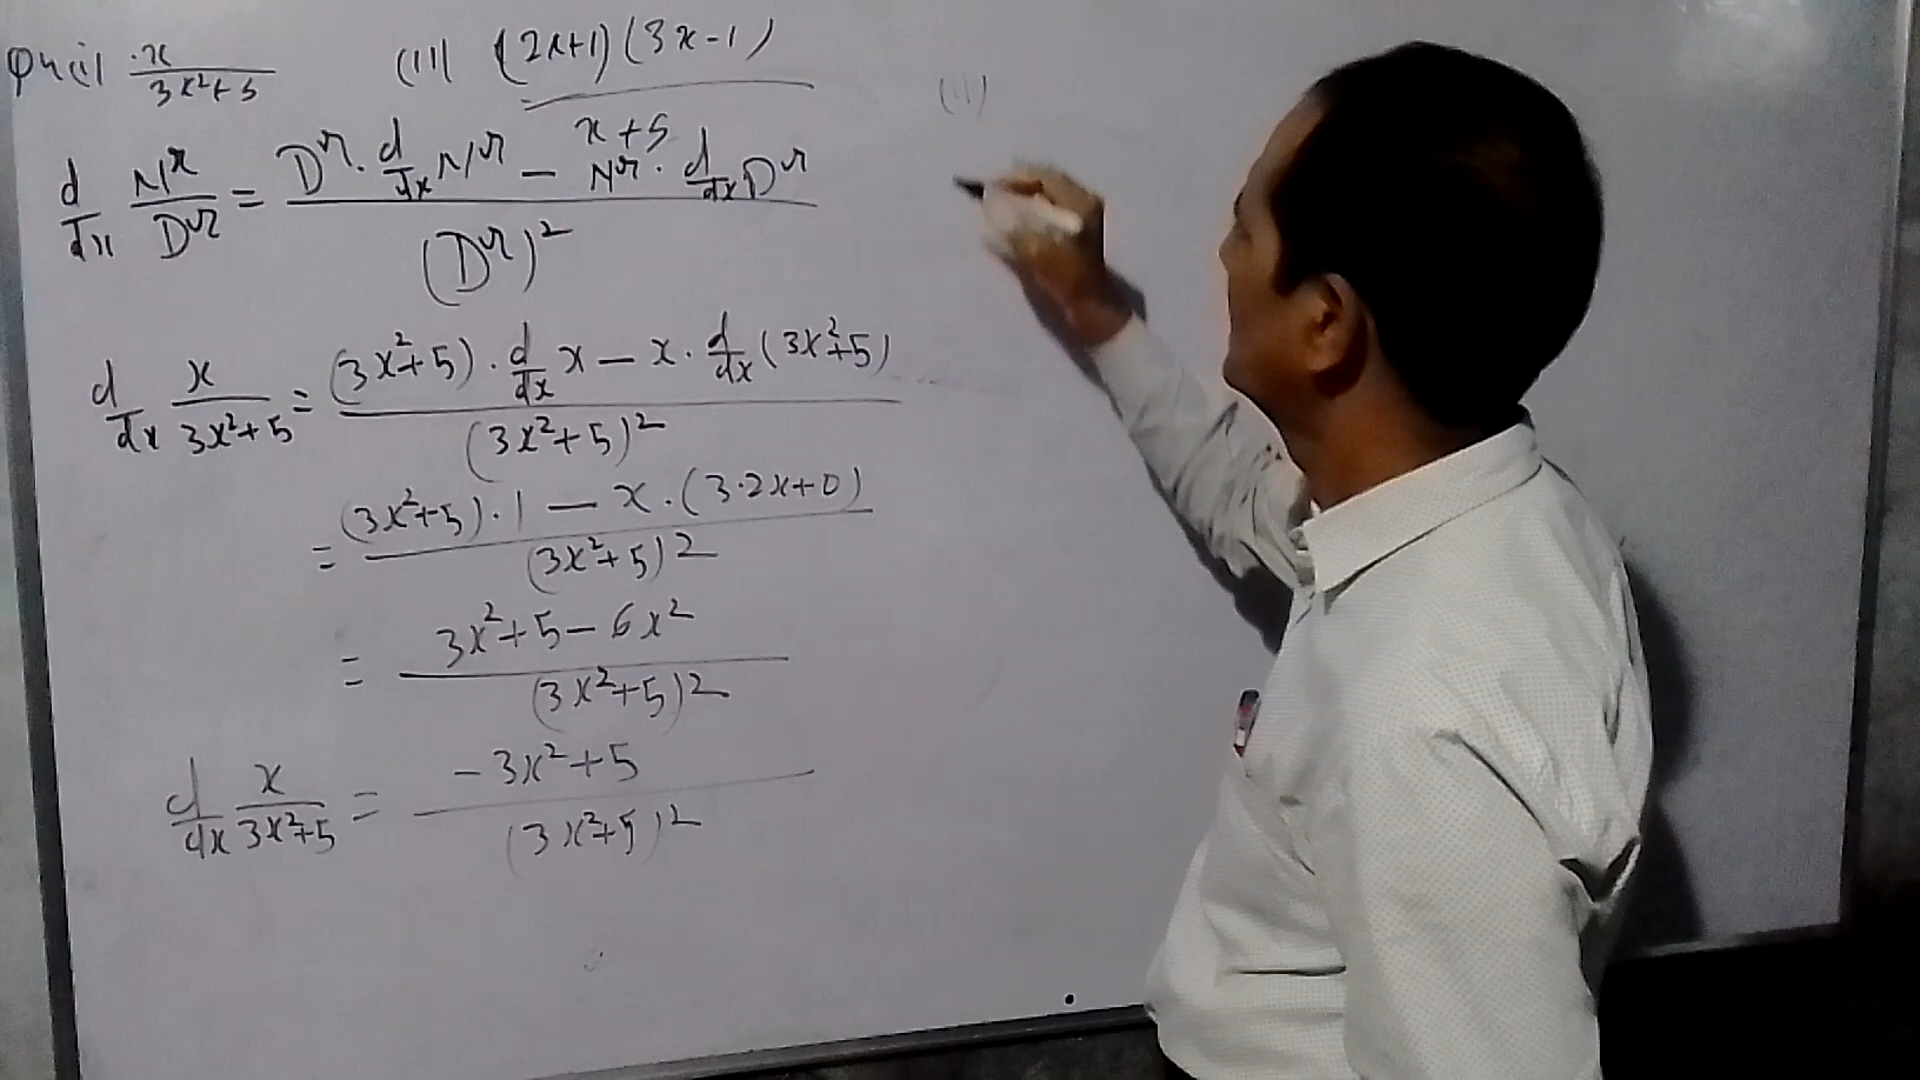 Qn (i) x/(3x²+5) (ii) (2x+1)(3x-1)/(x+5)
(ii)
d/dx Nʳ/Dʳ = (Dʳ · d/dx Nʳ - Nʳ · d/dx Dʳ)/(Dʳ)²
d/dx x/(3x²+5) = ((3x²+5) · d/dx x - x · d/dx (3x²+5))/(3x²+5)²
= ((3x²+5) · 1 - x · (3·2x+0))/(3x²+5)²
= (3x²+5-6x²)/(3x²+5)²
d/dx x/(3x²+5) = (-3x²+5)/(3x²+5)²